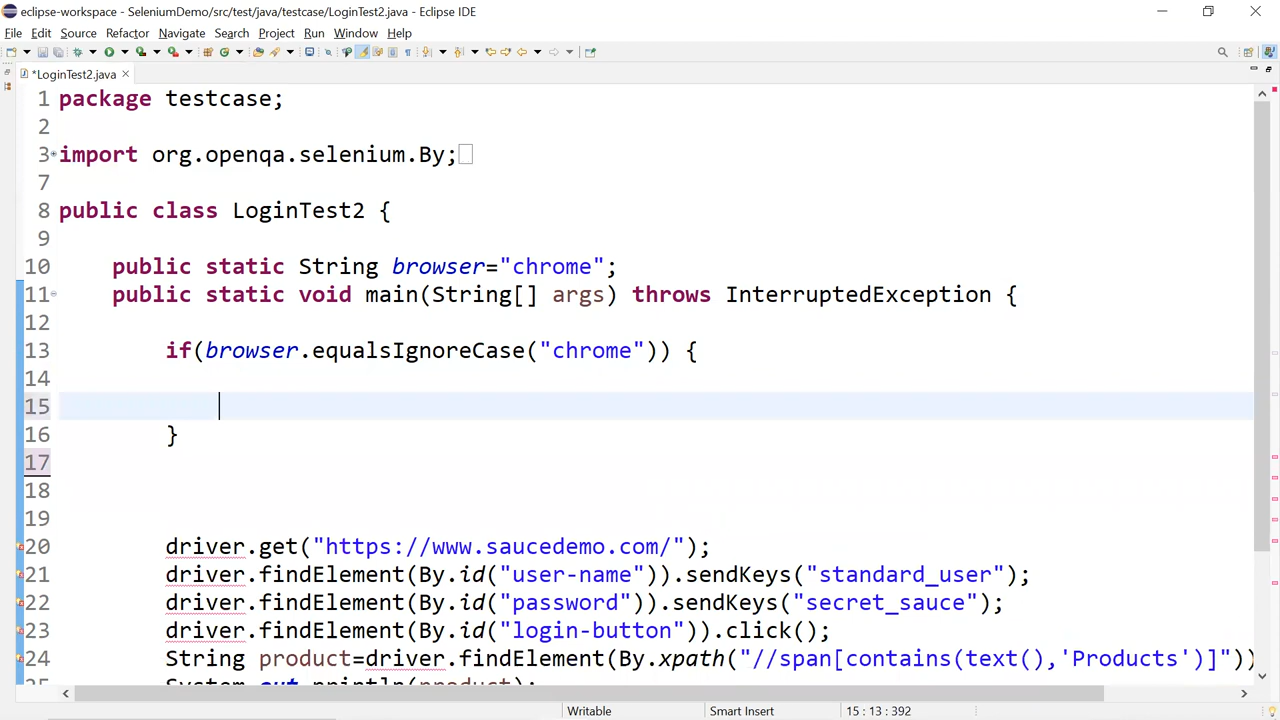 eclipse-workspace - SeleniumDemo/src/test/java/testcase/LoginTest2.java - Eclipse IDE
File Edit Source Refactor Navigate Search Project Run Window Help
*LoginTest2.java
1 package testcase;
2
3 import org.openqa.selenium.By;
7
8 public class LoginTest2 {
9
10 public static String browser="chrome";
11 public static void main(String[] args) throws InterruptedException {
12
13 if(browser.equalsIgnoreCase("chrome")) {
14
15
16 }
17
18
19
20 driver.get("https://www.saucedemo.com/");
21 driver.findElement(By.id("user-name")).sendKeys("standard_user");
22 driver.findElement(By.id("password")).sendKeys("secret_sauce");
23 driver.findElement(By.id("login-button")).click();
24 String product=driver.findElement(By.xpath("//span[contains(text(),'Products')]"))
25 System.out.println(product);
Writable Smart Insert 15 : 13 : 392